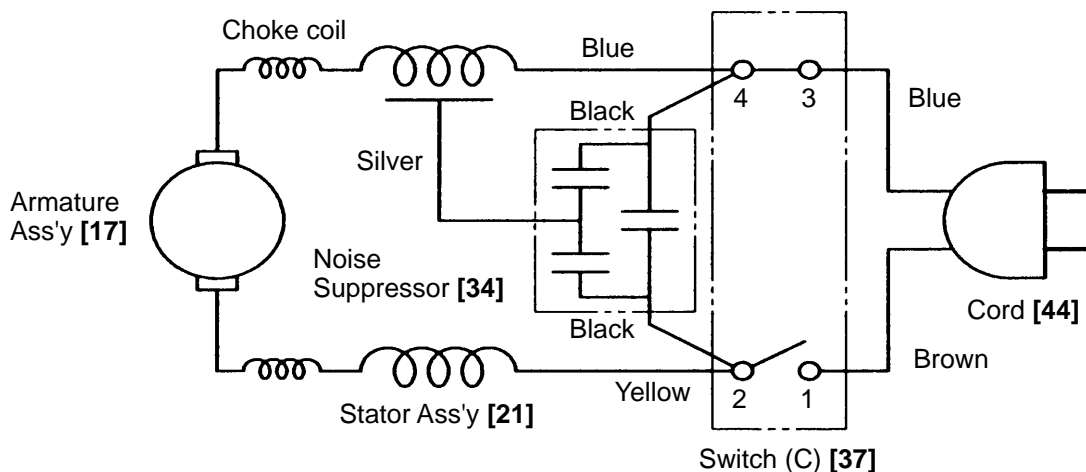 Choke coil
Blue
4
3
Black
Blue
Silver
Armature
Ass'y [17]
Noise
Suppressor [34]
Cord [44]
Black
Brown
Yellow
2
1
Stator Ass'y [21]
Switch (C) [37]